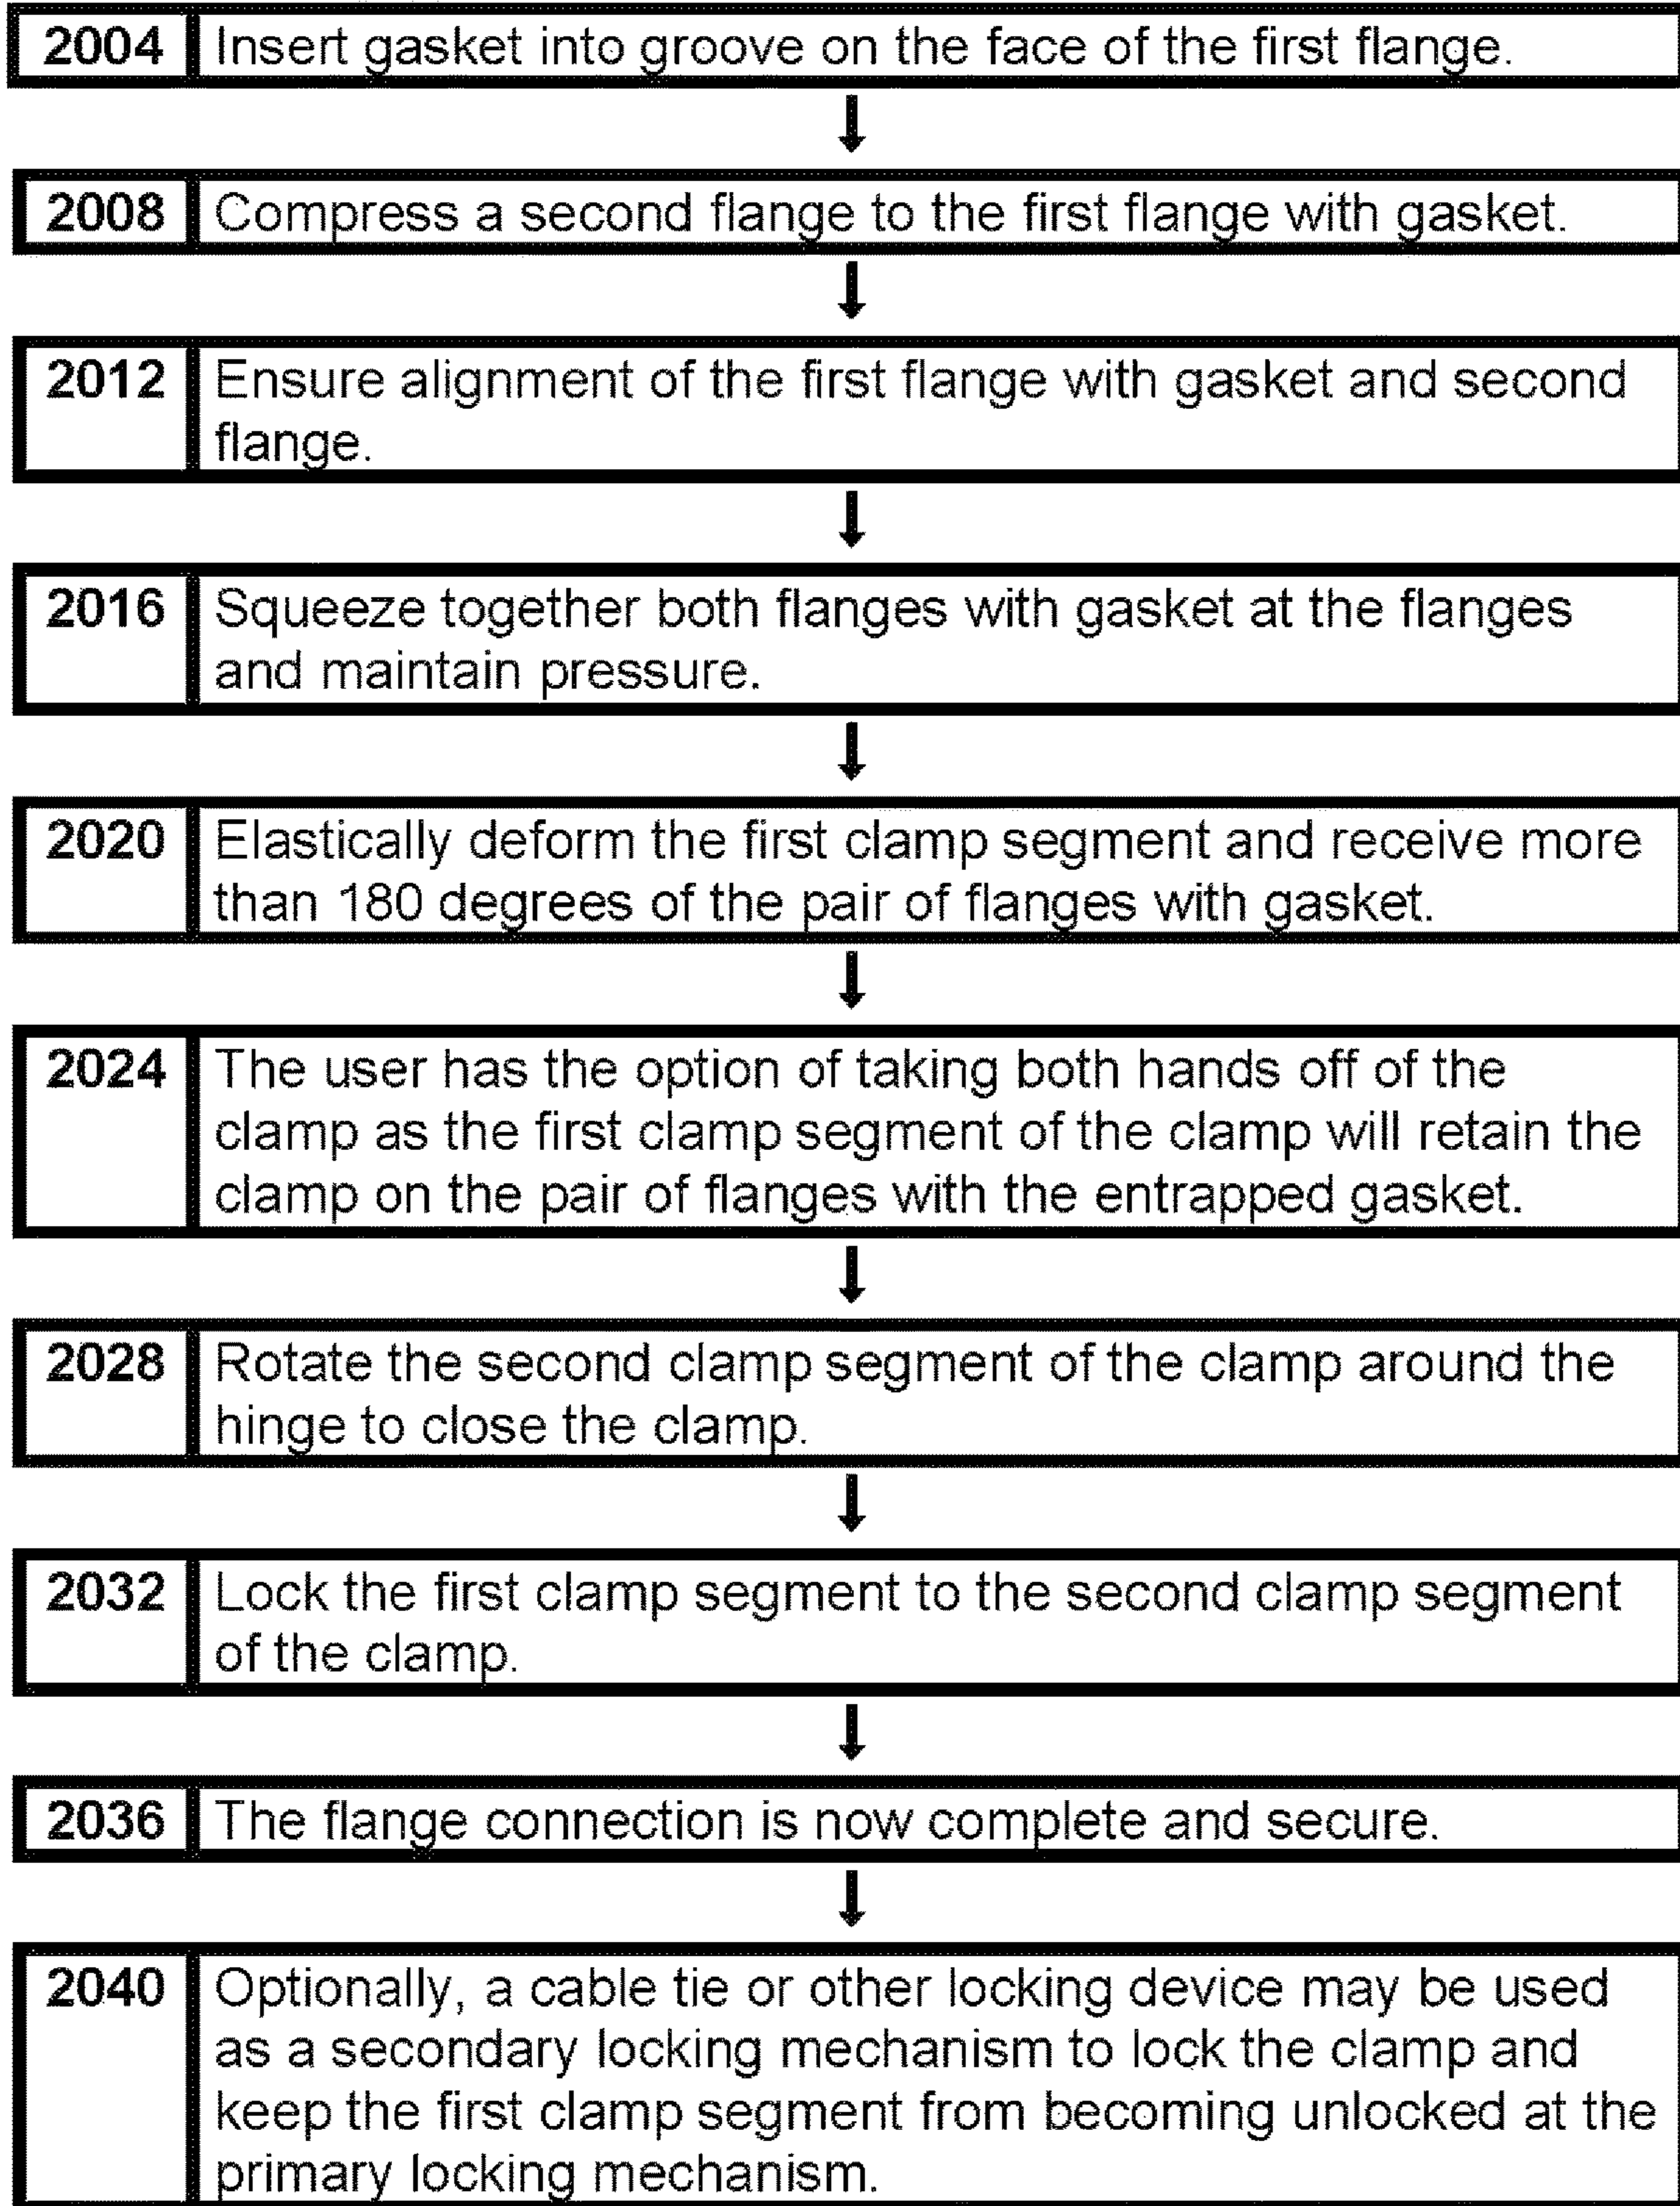 2004 Insert gasket into groove on the face of the first flange.
2008 Compress a second flange to the first flange with gasket.
2012 Ensure alignment of the first flange with gasket and second
flange.
2016 Squeeze together both flanges with gasket at the flanges
and maintain pressure.
2020 Elastically deform the first clamp segment and receive more
than 180 degrees of the pair of flanges with gasket.
2024 The user has the option of taking both hands off of the
clamp as the first clamp segment of the clamp will retain the
clamp on the pair of flanges with the entrapped gasket.
2028 Rotate the second clamp segment of the clamp around the
hinge to close the clamp.
2032 Lock the first clamp segment to the second clamp segment
of the clamp.
2036 The flange connection is now complete and secure.
2040 Optionally, a cable tie or other locking device may be used
as a secondary locking mechanism to lock the clamp and
keep the first clamp segment from becoming unlocked at the
primary locking mechanism.